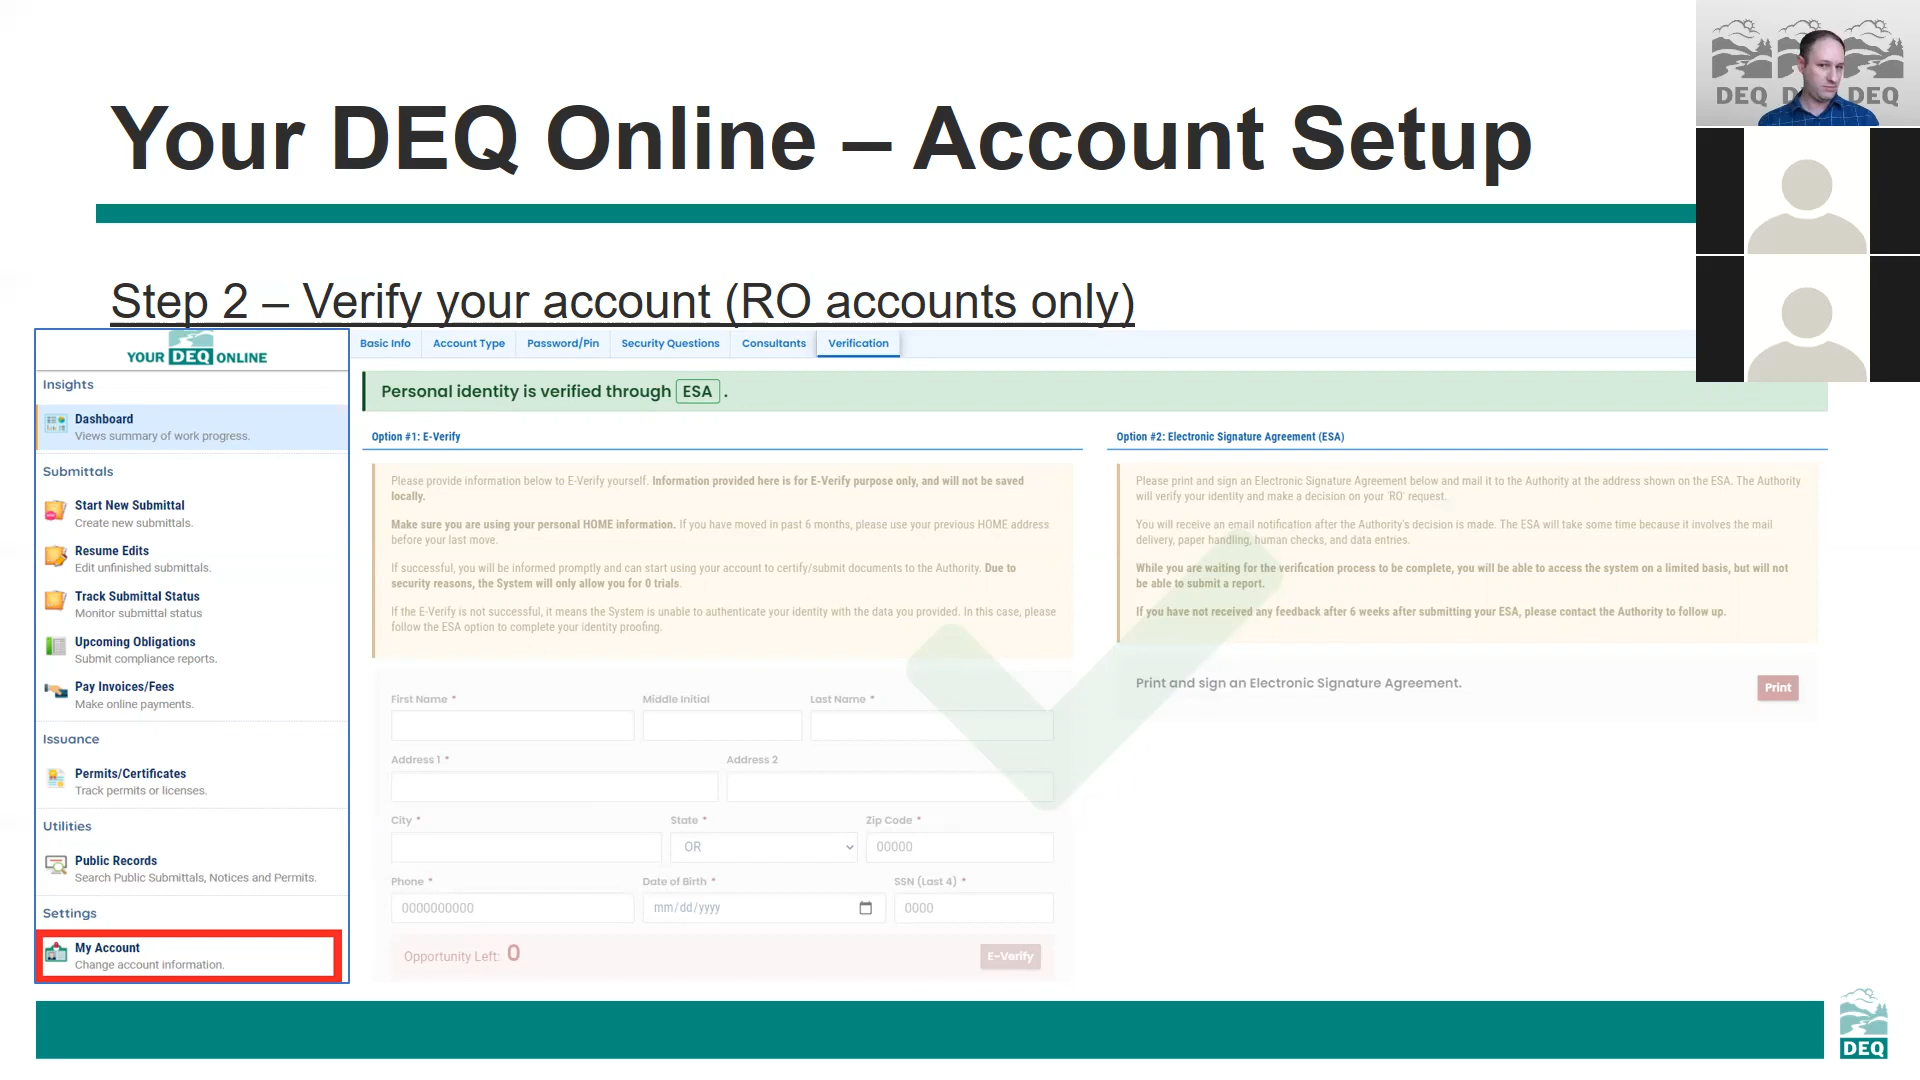 Your DEQ Online – Account Setup
DEQ DEQ DEQ
Step 2 – Verify your account (RO accounts only)
YOUR DEQ ONLINE
Insights
Dashboard
Views summary of work progress.
Submittals
Start New Submittal
Create new submittals.
Resume Edits
Edit unfinished submittals.
Track Submittal Status
Monitor submittal status
Upcoming Obligations
Submit compliance reports.
Pay Invoices/Fees
Make online payments.
Issuance
Permits/Certificates
Track permits or licenses.
Utilities
Public Records
Search Public Submittals, Notices and Permits.
Settings
My Account
Change account information.
Basic Info Account Type Password/Pin Security Questions Consultants Verification
Personal identity is verified through ESA .
Option #1: E-Verify
Please provide information below to E-Verify yourself. Information provided here is for E-Verify purpose only, and will not be saved
locally.
Make sure you are using your personal HOME information. If you have moved in past 6 months, please use your previous HOME address
before your last move.
If successful, you will be informed promptly and can start using your account to certify/submit documents to the Authority. Due to
security reasons, the System will only allow you for 0 trials.
If the E-Verify is not successful, it means the System is unable to authenticate your identity with the data you provided. In this case, please
follow the ESA option to complete your identity proofing.
First Name * Middle Initial Last Name *
Address 1 * Address 2
City * State * Zip Code *
OR 00000
Phone * Date of Birth * SSN (Last 4) *
0000000000 mm/dd/yyyy 0000
Opportunity Left: 0 E-Verify
Option #2: Electronic Signature Agreement (ESA)
Please print and sign an Electronic Signature Agreement below and mail it to the Authority at the address shown on the ESA. The Authority
will verify your identity and make a decision on your 'RO' request.
You will receive an email notification after the Authority's decision is made. The ESA will take some time because it involves the mail
delivery, paper handling, human checks, and data entries.
While you are waiting for the verification process to be complete, you will be able to access the system on a limited basis, but will not
be able to submit a report.
If you have not received any feedback after 6 weeks after submitting your ESA, please contact the Authority to follow up.
Print and sign an Electronic Signature Agreement. Print
DEQ